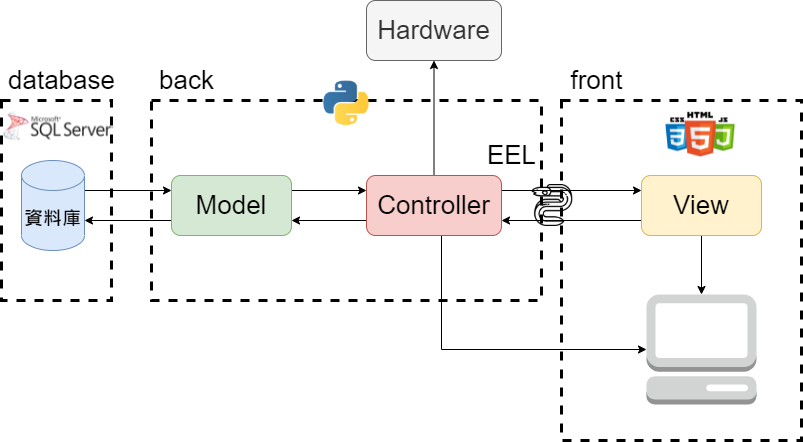 Hardware
database
back
front
Microsoft
SQL Server
CSS
HTML
JS
EEL
資料庫
Model
Controller
View